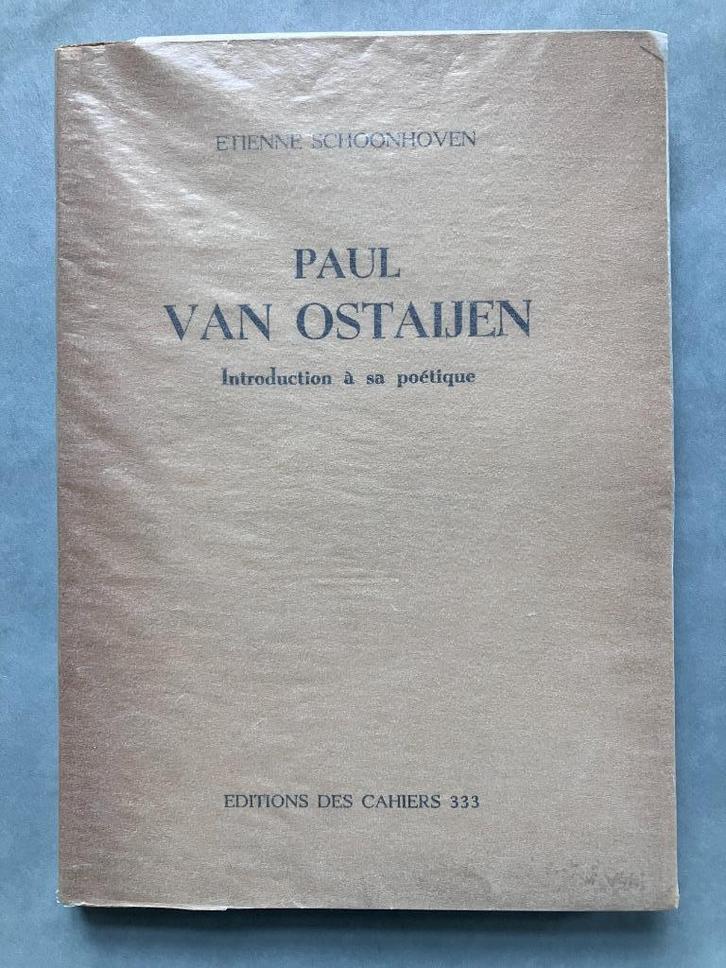 ETIENNE SCHOONHOVEN
PAUL
VAN OSTAIJEN
Introduction à sa poétique
EDITIONS DES CAHIERS 333